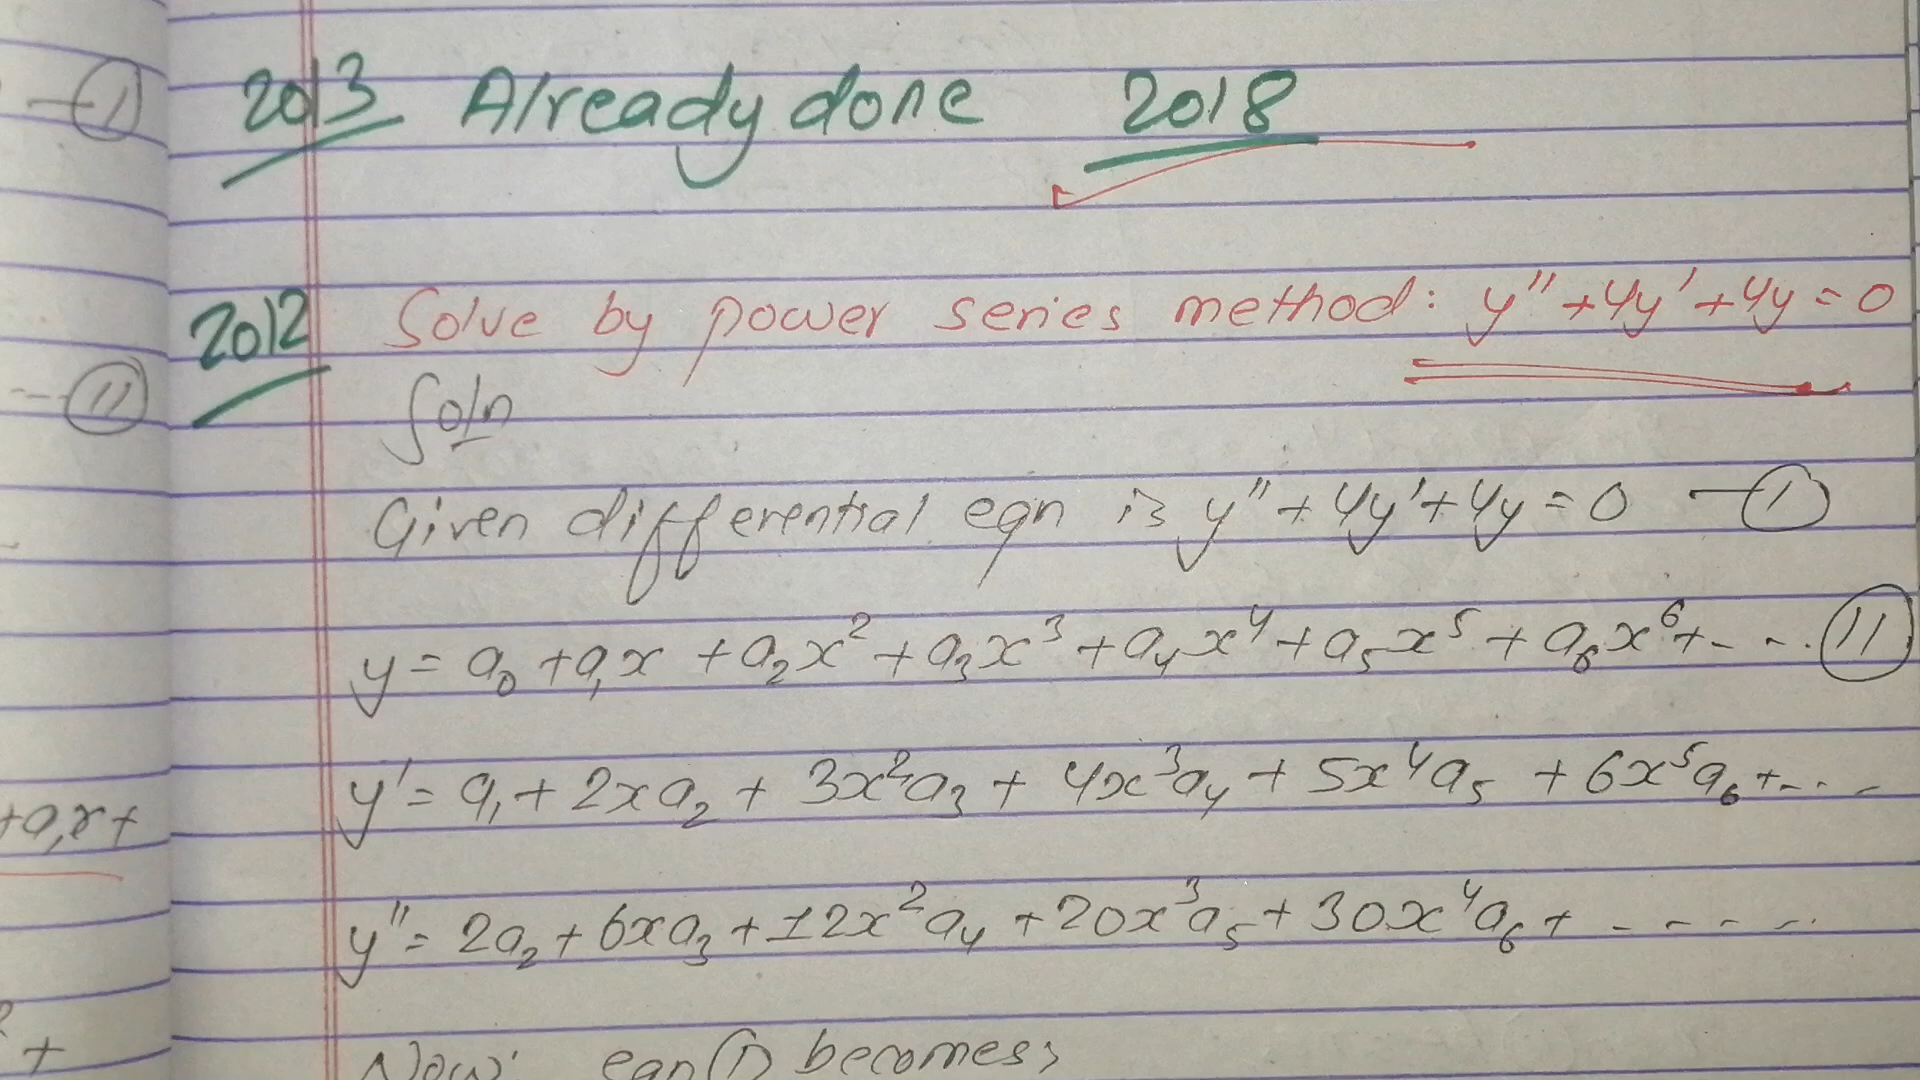 2013 Already done 2018
2012 Solve by power series method: y'' + 4y' + 4y = 0
Soln
Given differential eqn is y'' + 4y' + 4y = 0 — (I)
y = a₀ + a₁x + a₂x² + a₃x³ + a₄x⁴ + a₅x⁵ + a₆x⁶ + - - . . (II)
y' = a₁ + 2xa₂ + 3x²a₃ + 4x³a₄ + 5x⁴a₅ + 6x⁵a₆ + - . . -
y'' = 2a₂ + 6xa₃ + 12x²a₄ + 20x³a₅ + 30x⁴a₆ + - - - - - .
Now; eqn (I) becomes;
— (I)
-- (II)
+a₁x +
+